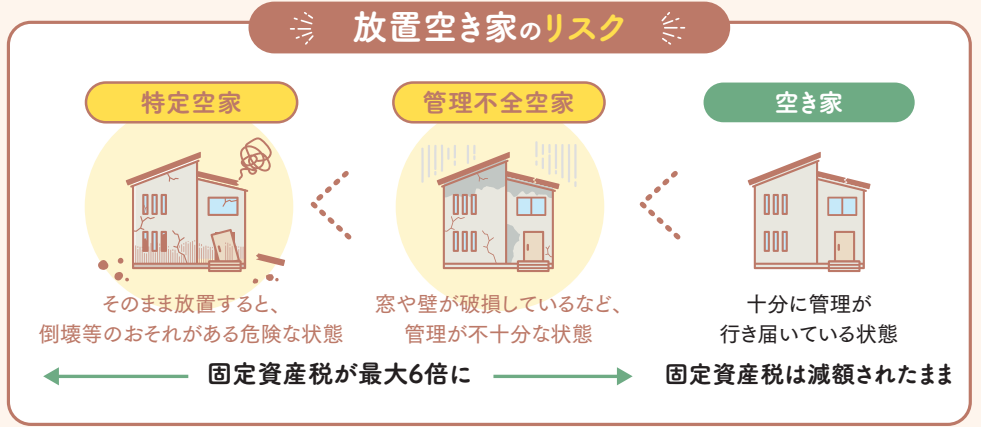 放置空き家のリスク
特定空家
管理不全空家
空き家
そのまま放置すると、
倒壊等のおそれがある危険な状態
窓や壁が破損しているなど、
管理が不十分な状態
十分に管理が
行き届いている状態
固定資産税が最大6倍に
固定資産税は減額されたまま